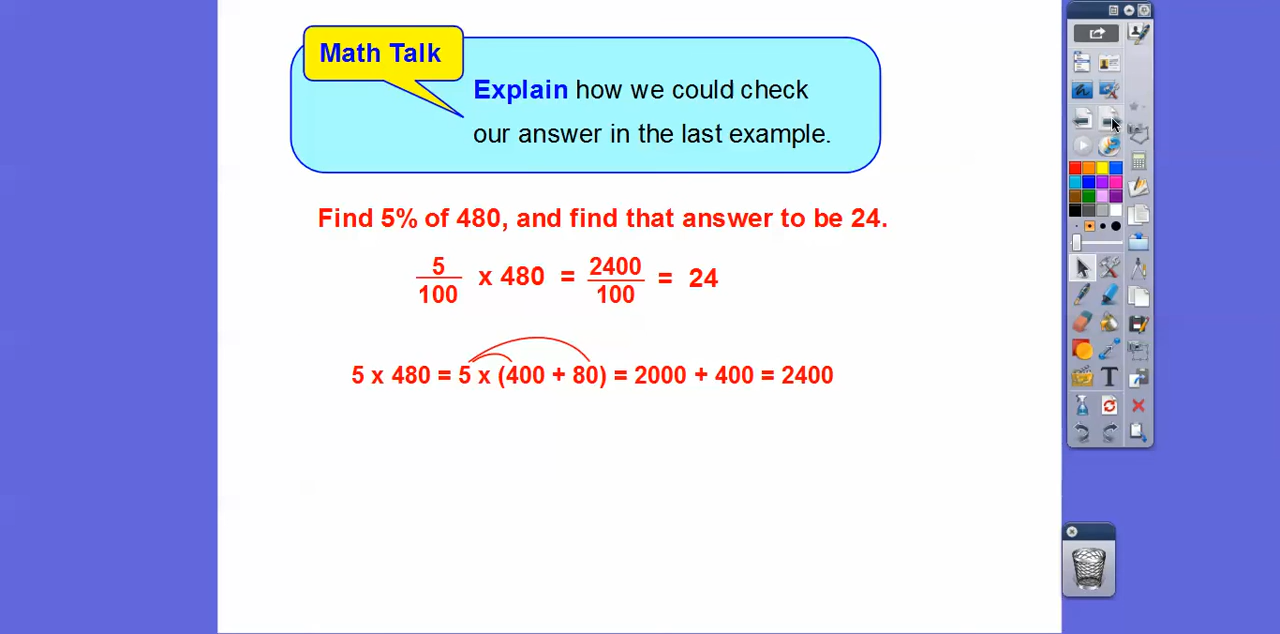 Math Talk
Explain how we could check
our answer in the last example.
Find 5% of 480, and find that answer to be 24.
5/100 x 480 = 2400/100 = 24
5 x 480 = 5 x (400 + 80) = 2000 + 400 = 2400
T